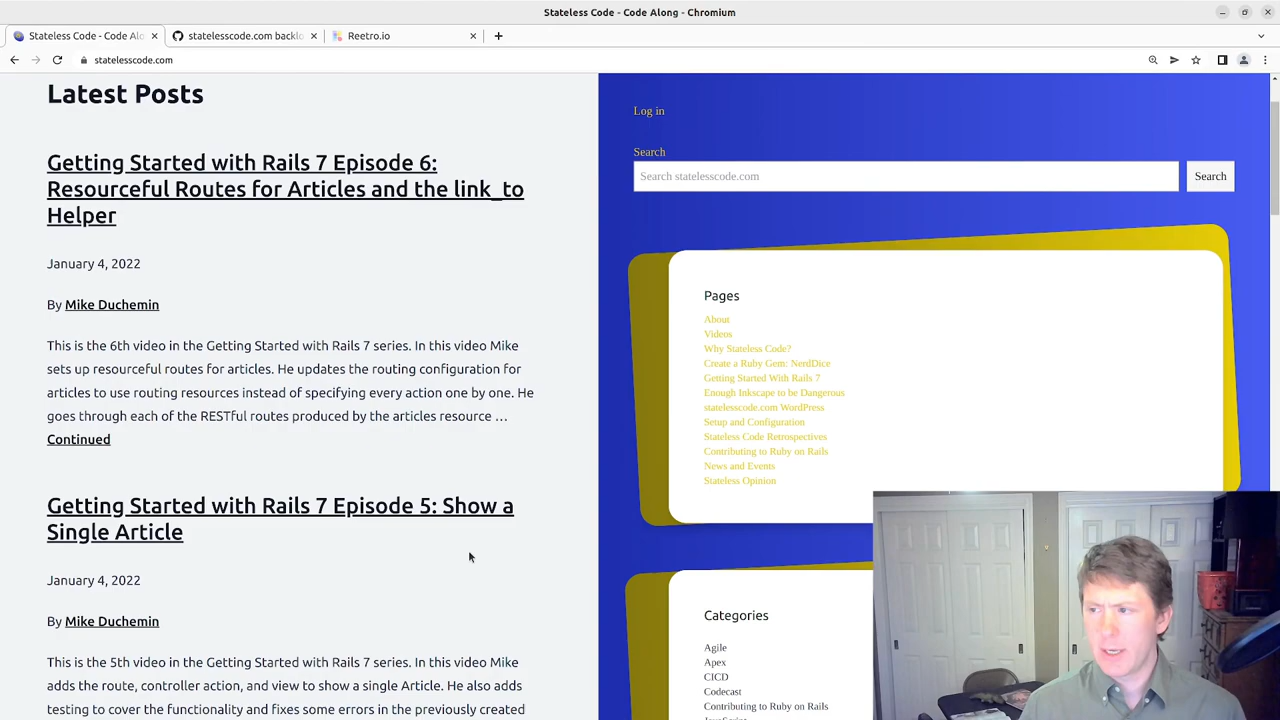 Stateless Code - Code Along - Chromium
Stateless Code - Code Alo
statelesscode.com backlo
Reetro.io
statelesscode.com
Latest Posts
Getting Started with Rails 7 Episode 6:
Resourceful Routes for Articles and the link_to
Helper
January 4, 2022
By Mike Duchemin
This is the 6th video in the Getting Started with Rails 7 series. In this video Mike
sets up resourceful routes for articles. He updates the routing configuration for
articles to use routing resources instead of specifying every action one by one. He
goes through each of the RESTful routes produced by the articles resource …
Continued
Getting Started with Rails 7 Episode 5: Show a
Single Article
January 4, 2022
By Mike Duchemin
This is the 5th video in the Getting Started with Rails 7 series. In this video Mike
adds the route, controller action, and view to show a single Article. He also adds
testing to cover the functionality and fixes some errors in the previously created
Log in
Search
Search statelesscode.com
Search
Pages
About
Videos
Why Stateless Code?
Create a Ruby Gem: NerdDice
Getting Started With Rails 7
Enough Inkscape to be Dangerous
statelesscode.com WordPress
Setup and Configuration
Stateless Code Retrospectives
Contributing to Ruby on Rails
News and Events
Stateless Opinion
Categories
Agile
Apex
CICD
Codecast
Contributing to Ruby on Rails
JavaScript